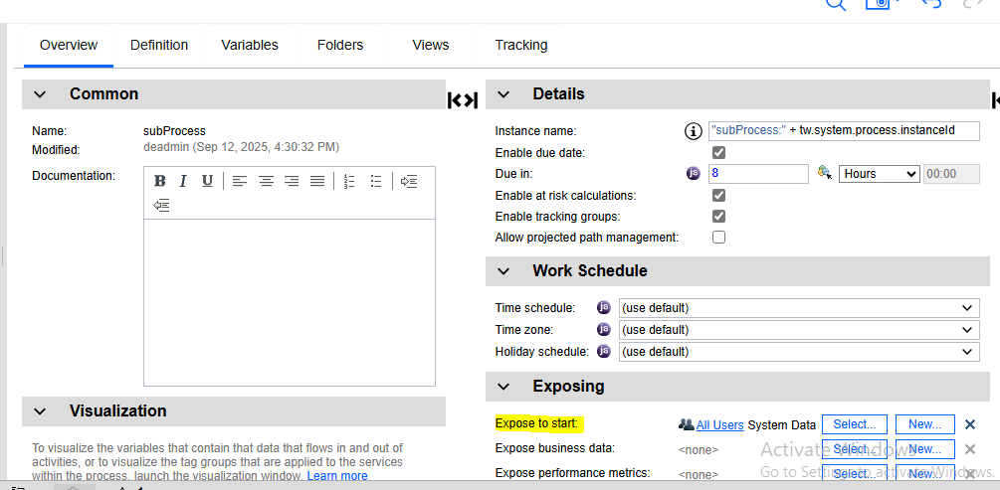 Overview Definition Variables Folders Views Tracking
Common
Name: subProcess
Modified: deadmin (Sep 12, 2025, 4:30:32 PM)
Documentation:
B I U
Visualization
To visualize the variables that contain that data that flows in and out of
activities, or to visualize the tag groups that are applied to the services
within the process, launch the visualization window. Learn more
Details
Instance name: "subProcess:" + tw.system.process.instanceId
Enable due date:
Due in: js 8 Hours 00:00
Enable at risk calculations:
Enable tracking groups:
Allow projected path management:
Work Schedule
Time schedule: js (use default)
Time zone: js (use default)
Holiday schedule: js (use default)
Exposing
Expose to start: All Users System Data Select... New...
Expose business data: <none> Select... New...
Expose performance metrics: <none> Select... New...
Activate Windows
Go to Settings to activate Windows.